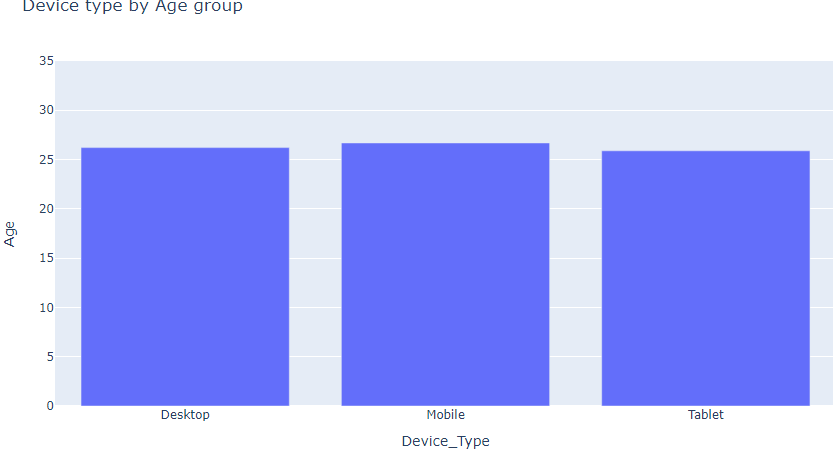 Device type by Age group
35
30
25
20
15
10
5
0
Age
Desktop
Mobile
Tablet
Device_Type